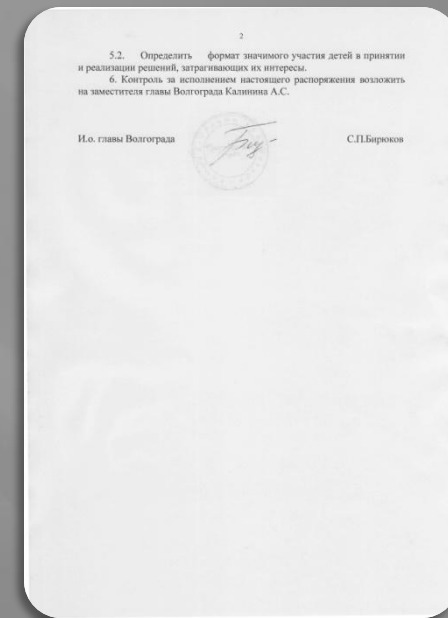 2
5.2. Определить формат значимого участия детей в принятии
и реализации решений, затрагивающих их интересы.
6. Контроль за исполнением настоящего распоряжения возложить
на заместителя главы Волгограда Калинина А.С.
И.о. главы Волгограда С.П.Бирюков